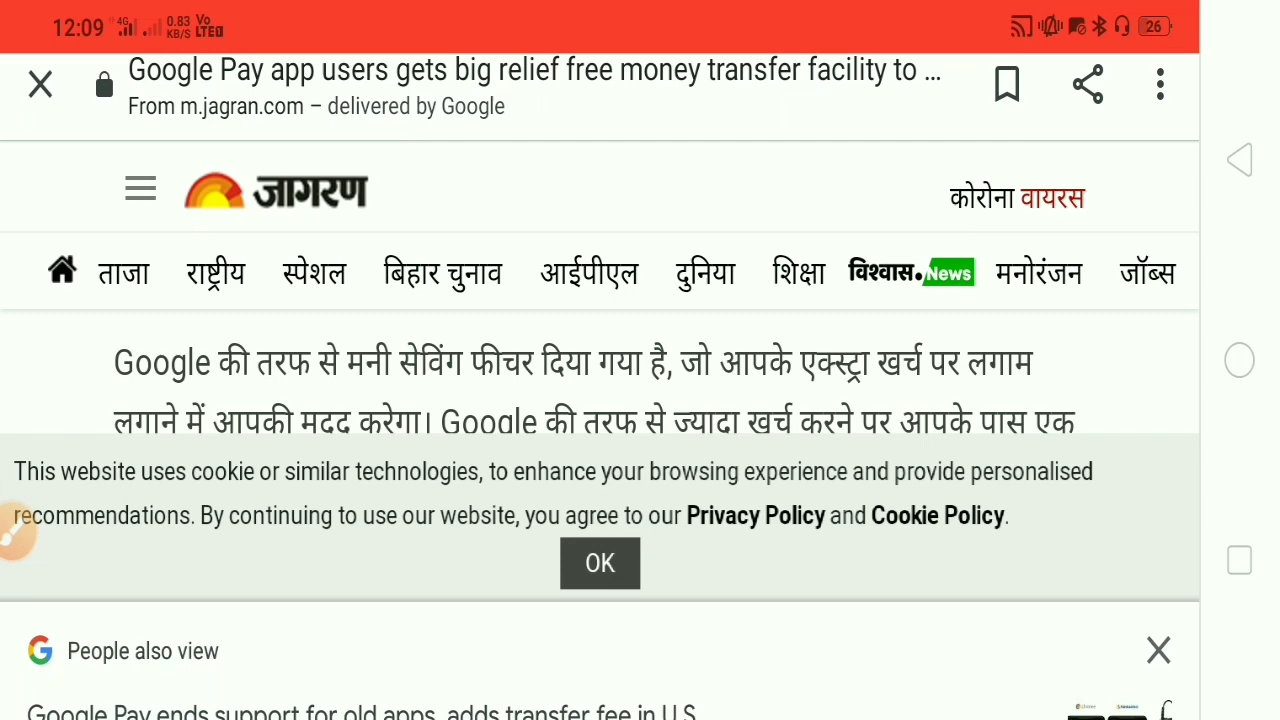 12:09 4G 0.83 KB/S Vo LTE 26
Google Pay app users gets big relief free money transfer facility to ...
From m.jagran.com – delivered by Google
जागरण
कोरोना वायरस
ताजा राष्ट्रीय स्पेशल बिहार चुनाव आईपीएल दुनिया शिक्षा विश्वास.News मनोरंजन जॉब्स
Google की तरफ से मनी सेविंग फीचर दिया गया है, जो आपके एक्स्ट्रा खर्च पर लगाम
लगाने में आपकी मदद करेगा। Google की तरफ से ज्यादा खर्च करने पर आपके पास एक
This website uses cookie or similar technologies, to enhance your browsing experience and provide personalised
recommendations. By continuing to use our website, you agree to our Privacy Policy and Cookie Policy.
OK
People also view
Google Pay ends support for old apps, adds transfer fee in U.S.